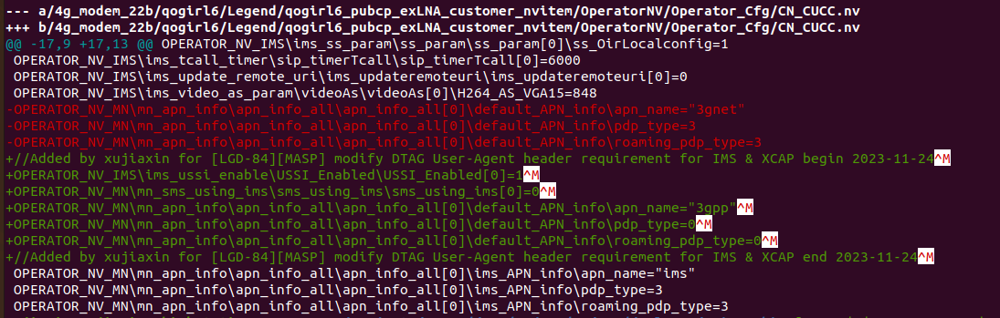 --- a/4g_modem_22b/qogirl6/Legend/qogirl6_pubcp_exLNA_customer_nvitem/OperatorNV/Operator_Cfg/CN_CUCC.nv
+++ b/4g_modem_22b/qogirl6/Legend/qogirl6_pubcp_exLNA_customer_nvitem/OperatorNV/Operator_Cfg/CN_CUCC.nv
@@ -17,9 +17,13 @@ OPERATOR_NV_IMS\ims_ss_param\ss_param\ss_param[0]\ss_OirLocalconfig=1
 OPERATOR_NV_IMS\ims_tcall_timer\sip_timerTcall\sip_timerTcall[0]=6000
 OPERATOR_NV_IMS\ims_update_remote_uri\ims_updateremoteuri\ims_updateremoteuri[0]=0
 OPERATOR_NV_IMS\ims_video_as_param\videoAs\videoAs[0]\H264_AS_VGA15=848
-OPERATOR_NV_MN\mn_apn_info\apn_info_all\apn_info_all[0]\default_APN_info\apn_name="3gnet"
-OPERATOR_NV_MN\mn_apn_info\apn_info_all\apn_info_all[0]\default_APN_info\pdp_type=3
-OPERATOR_NV_MN\mn_apn_info\apn_info_all\apn_info_all[0]\default_APN_info\roaming_pdp_type=3
+//Added by xujiaxin for [LGD-84][MASP] modify DTAG User-Agent header requirement for IMS & XCAP begin 2023-11-24^M
+OPERATOR_NV_IMS\ims_ussi_enable\USSI_Enabled\USSI_Enabled[0]=1^M
+OPERATOR_NV_MN\mn_sms_using_ims\sms_using_ims\sms_using_ims[0]=0^M
+OPERATOR_NV_MN\mn_apn_info\apn_info_all\apn_info_all[0]\default_APN_info\apn_name="3gpp"^M
+OPERATOR_NV_MN\mn_apn_info\apn_info_all\apn_info_all[0]\default_APN_info\pdp_type=0^M
+OPERATOR_NV_MN\mn_apn_info\apn_info_all\apn_info_all[0]\default_APN_info\roaming_pdp_type=0^M
+//Added by xujiaxin for [LGD-84][MASP] modify DTAG User-Agent header requirement for IMS & XCAP end 2023-11-24^M
 OPERATOR_NV_MN\mn_apn_info\apn_info_all\apn_info_all[0]\ims_APN_info\apn_name="ims"
 OPERATOR_NV_MN\mn_apn_info\apn_info_all\apn_info_all[0]\ims_APN_info\pdp_type=3
 OPERATOR_NV_MN\mn_apn_info\apn_info_all\apn_info_all[0]\ims_APN_info\roaming_pdp_type=3